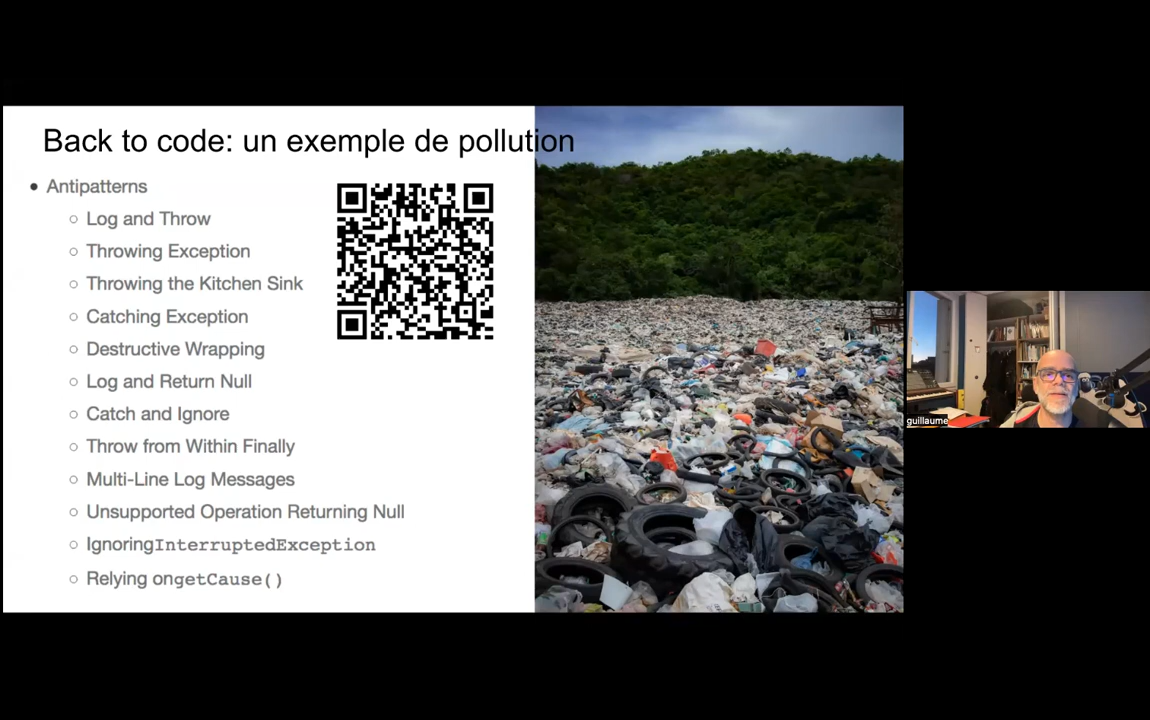 Back to code: un exemple de pollution
Antipatterns
Log and Throw
Throwing Exception
Throwing the Kitchen Sink
Catching Exception
Destructive Wrapping
Log and Return Null
Catch and Ignore
Throw from Within Finally
Multi-Line Log Messages
Unsupported Operation Returning Null
IgnoringInterruptedException
Relying ongetCause()
guillaume